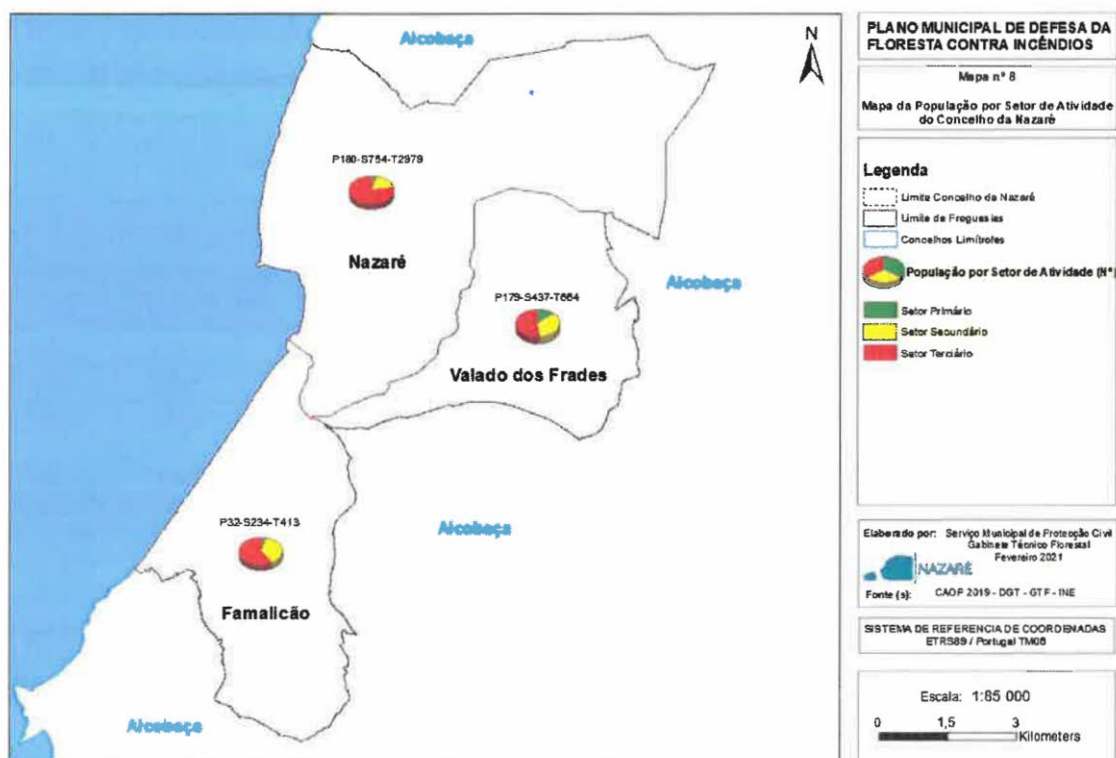 Alcobaça
N
P180-S754-T2979
Nazaré
Alcobaça
P179-S437-T664
Valado dos Frades
P32-S234-T413
Alcobaça
Famalicão
Alcobaça
PLANO MUNICIPAL DE DEFESA DA
FLORESTA CONTRA INCÊNDIOS
Mapa nº 8
Mapa da População por Setor de Atividade
do Concelho da Nazaré
Legenda
Limite Concelho da Nazaré
Limite de Freguesias
Concelhos Limítrofes
População por Setor de Atividade (Nº)
Setor Primário
Setor Secundário
Setor Terciário
Elaborado por: Serviço Municipal de Protecção Civil
Gabinete Técnico Florestal
Fevereiro 2021
NAZARÉ
Fonte (s): CAOP 2019 - DGT - GTF - INE
SISTEMA DE REFERENCIA DE COORDENADAS
ETRS89 / Portugal TM06
Escala: 1:85 000
0 1,5 3
Kilometers